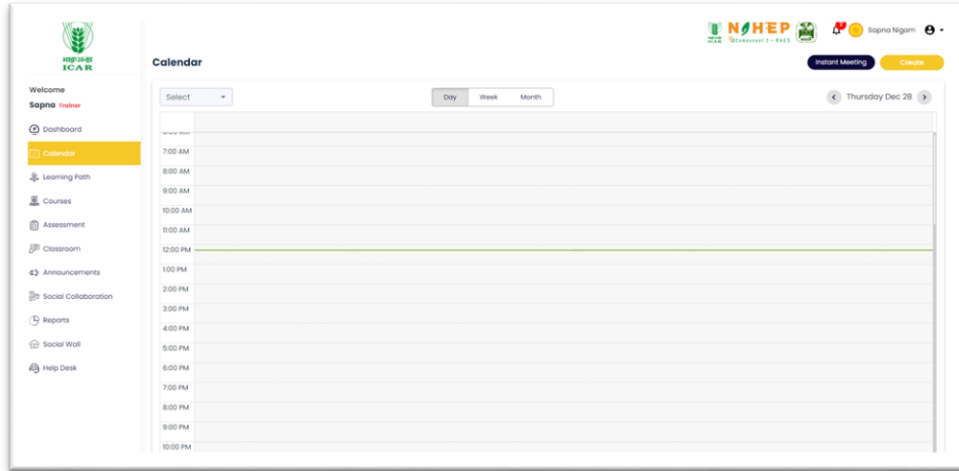 NAHEP
Component 2 - RAES
Sapna Nigam
भाकृअनुप
ICAR
Calendar
Instant Meeting
Create
Welcome
Sapna Trainer
Select
Day
Week
Month
Thursday Dec 28
Dashboard
Calendar
Learning Path
Courses
Assessment
Classroom
Announcements
Social Collaboration
Reports
Social Wall
Help Desk
7:00 AM
8:00 AM
9:00 AM
10:00 AM
11:00 AM
12:00 PM
1:00 PM
2:00 PM
3:00 PM
4:00 PM
5:00 PM
6:00 PM
7:00 PM
8:00 PM
9:00 PM
10:00 PM